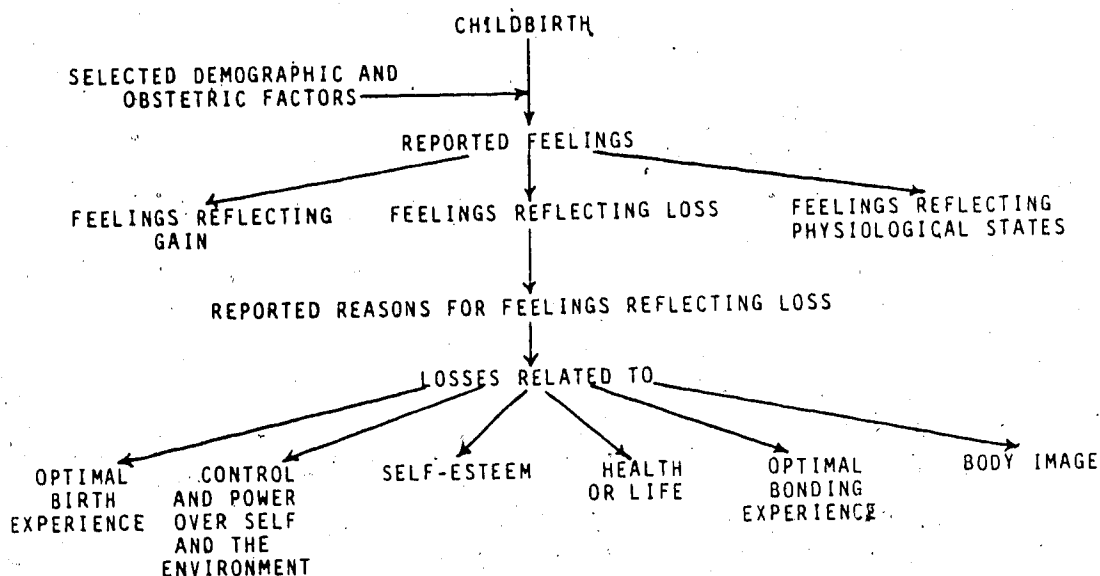 CHILDBIRTH
SELECTED DEMOGRAPHIC AND
OBSTETRIC FACTORS
REPORTED FEELINGS
FEELINGS REFLECTING
GAIN
FEELINGS REFLECTING LOSS
FEELINGS REFLECTING
PHYSIOLOGICAL STATES
REPORTED REASONS FOR FEELINGS REFLECTING LOSS
LOSSES RELATED TO
OPTIMAL
BIRTH
EXPERIENCE
CONTROL
AND POWER
OVER SELF
AND THE
ENVIRONMENT
SELF-ESTEEM
HEALTH
OR LIFE
OPTIMAL
BONDING
EXPERIENCE
BODY IMAGE